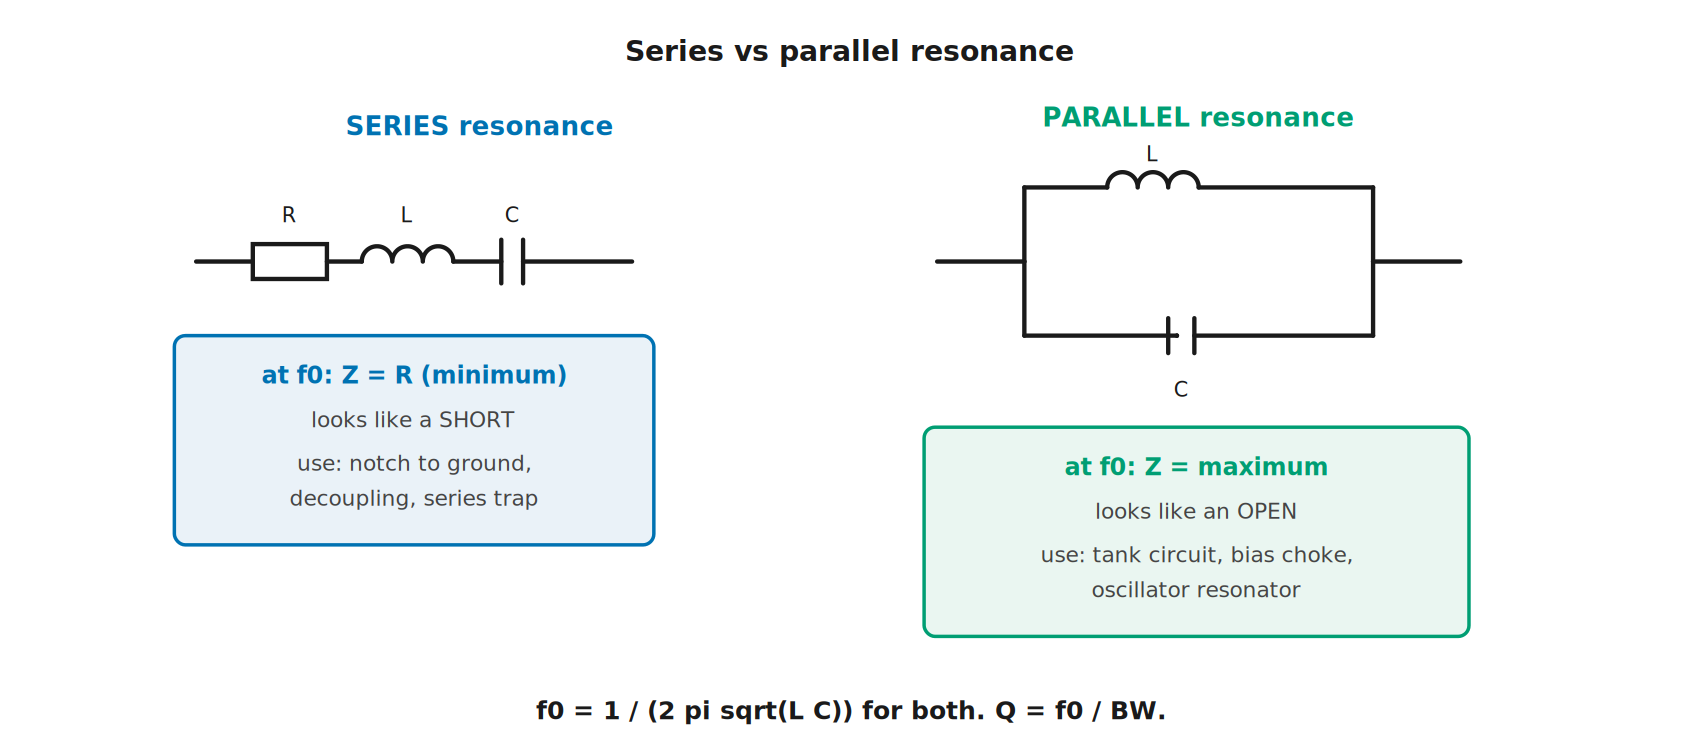 Series vs parallel resonance
SERIES resonance
R
L
C
at f0: Z = R (minimum)
looks like a SHORT
use: notch to ground,
decoupling, series trap
PARALLEL resonance
L
C
at f0: Z = maximum
looks like an OPEN
use: tank circuit, bias choke,
oscillator resonator
f0 = 1 / (2 pi sqrt(L C)) for both. Q = f0 / BW.